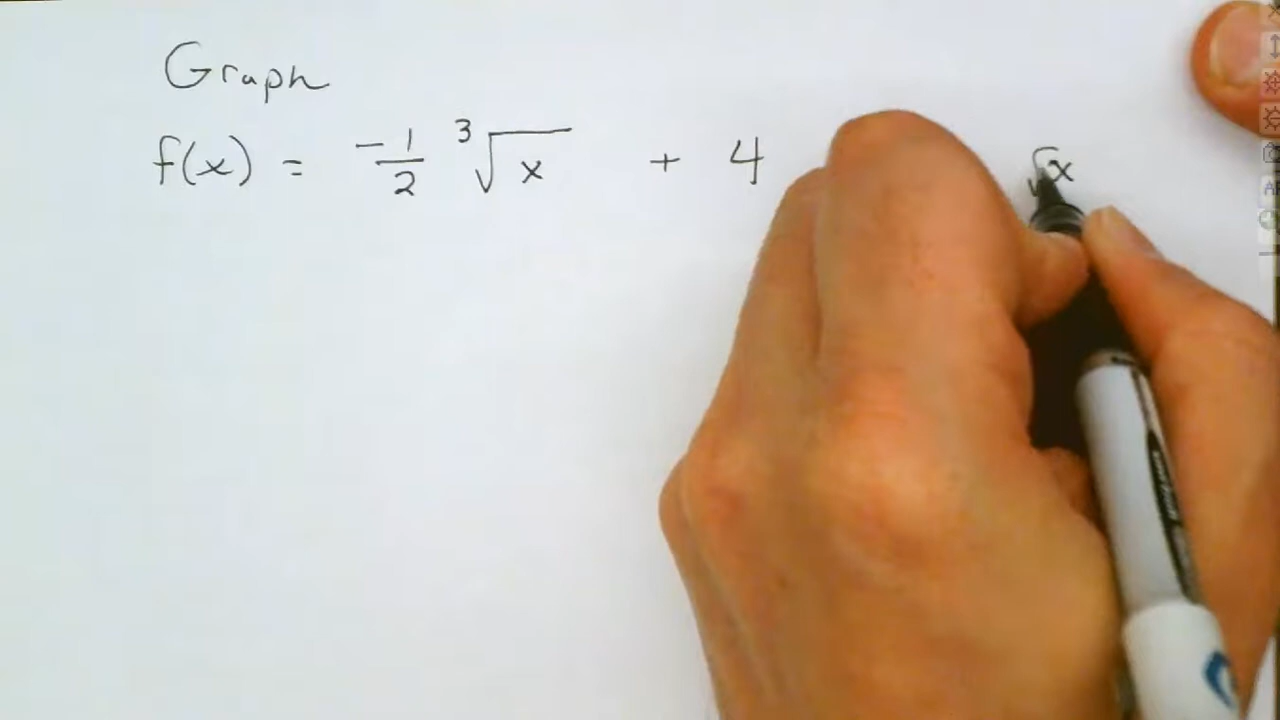 Graph
f(x) = -1/2 ∛x + 4 √x